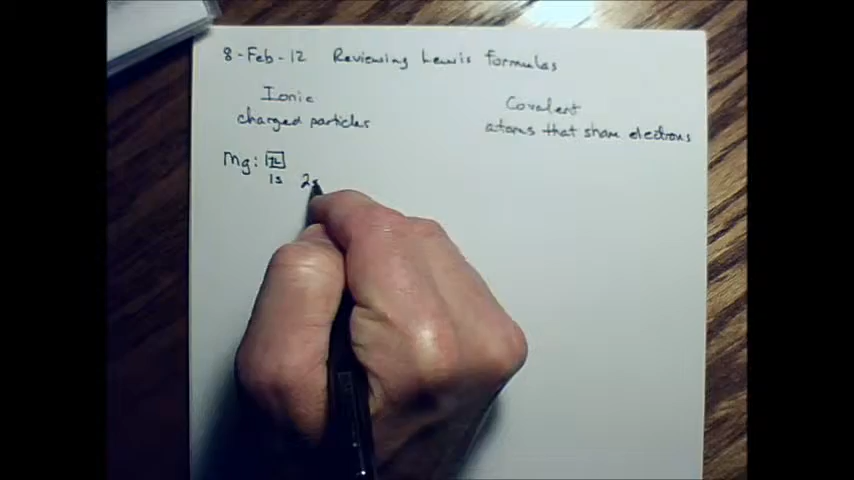 8-Feb-12 Reviewing Lewis Formulas
Ionic
charged particles
Covalent
atoms that share electrons
Mg: ↑↓
1s 2s